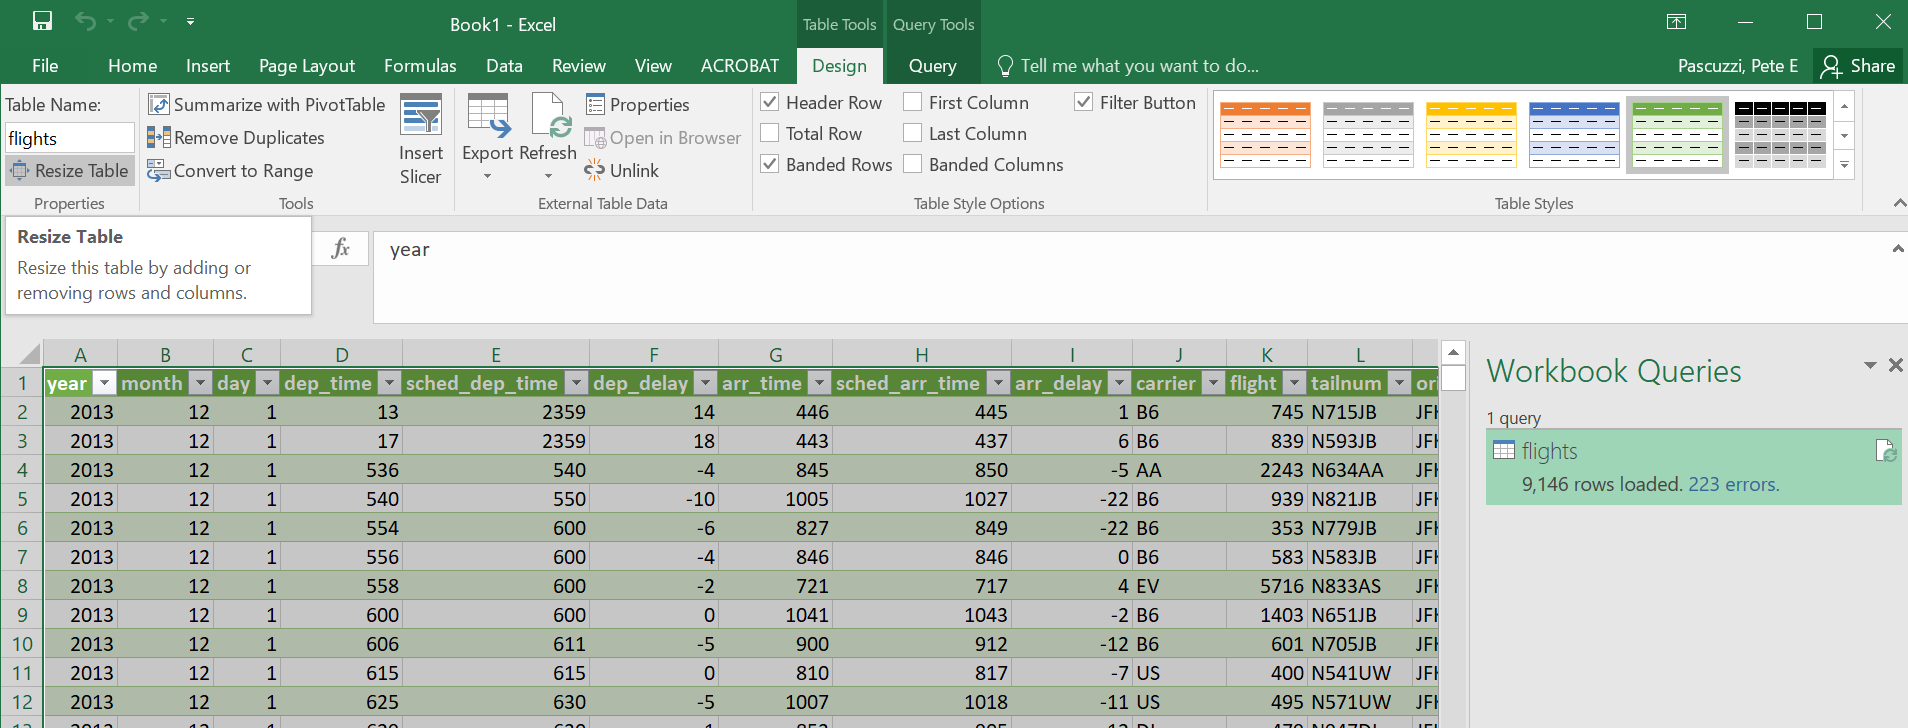 Book1 - Excel
Table Tools
Query Tools
File
Home
Insert
Page Layout
Formulas
Data
Review
View
ACROBAT
Design
Query
Tell me what you want to do...
Pascuzzi, Pete E
Share
Table Name:
flights
Resize Table
Properties
Summarize with PivotTable
Remove Duplicates
Convert to Range
Tools
Insert
Slicer
Export
Refresh
Properties
Open in Browser
Unlink
External Table Data
Header Row
Total Row
Banded Rows
First Column
Last Column
Banded Columns
Filter Button
Table Style Options
Table Styles
Resize Table
Resize this table by adding or
removing rows and columns.
fx
year
A B C D E F G H I J K L
1 year month day dep_time sched_dep_time dep_delay arr_time sched_arr_time arr_delay carrier flight tailnum ori
2 2013 12 1 13 2359 14 446 445 1 B6 745 N715JB JFK
3 2013 12 1 17 2359 18 443 437 6 B6 839 N593JB JFK
4 2013 12 1 536 540 -4 845 850 -5 AA 2243 N634AA JFK
5 2013 12 1 540 550 -10 1005 1027 -22 B6 939 N821JB JFK
6 2013 12 1 554 600 -6 827 849 -22 B6 353 N779JB JFK
7 2013 12 1 556 600 -4 846 846 0 B6 583 N583JB JFK
8 2013 12 1 558 600 -2 721 717 4 EV 5716 N833AS JFK
9 2013 12 1 600 600 0 1041 1043 -2 B6 1403 N651JB JFK
10 2013 12 1 606 611 -5 900 912 -12 B6 601 N705JB JFK
11 2013 12 1 615 615 0 810 817 -7 US 400 N541UW JFK
12 2013 12 1 625 630 -5 1007 1018 -11 US 495 N571UW JFK
Workbook Queries
1 query
flights
9,146 rows loaded. 223 errors.